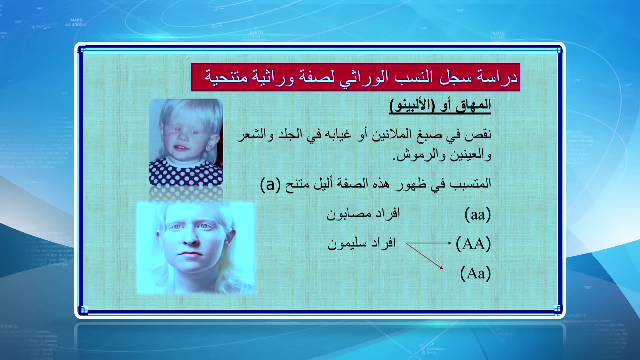 دراسة سجل النسب الوراثي لصفة وراثية متنحية
المهاق أو (الألبينو)
نقص في صبغ الملانين أو غيابه في الجلد والشعر
والعينين والرموش.
المتسبب في ظهور هذه الصفة أليل متنح (a)
(aa) افراد مصابون
(AA) افراد سليمون
(Aa)